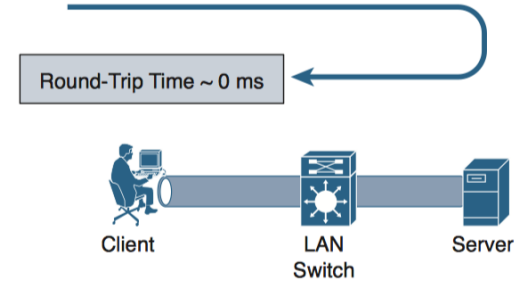 Round-Trip Time ~ 0 ms
Client
LAN
Switch
Server